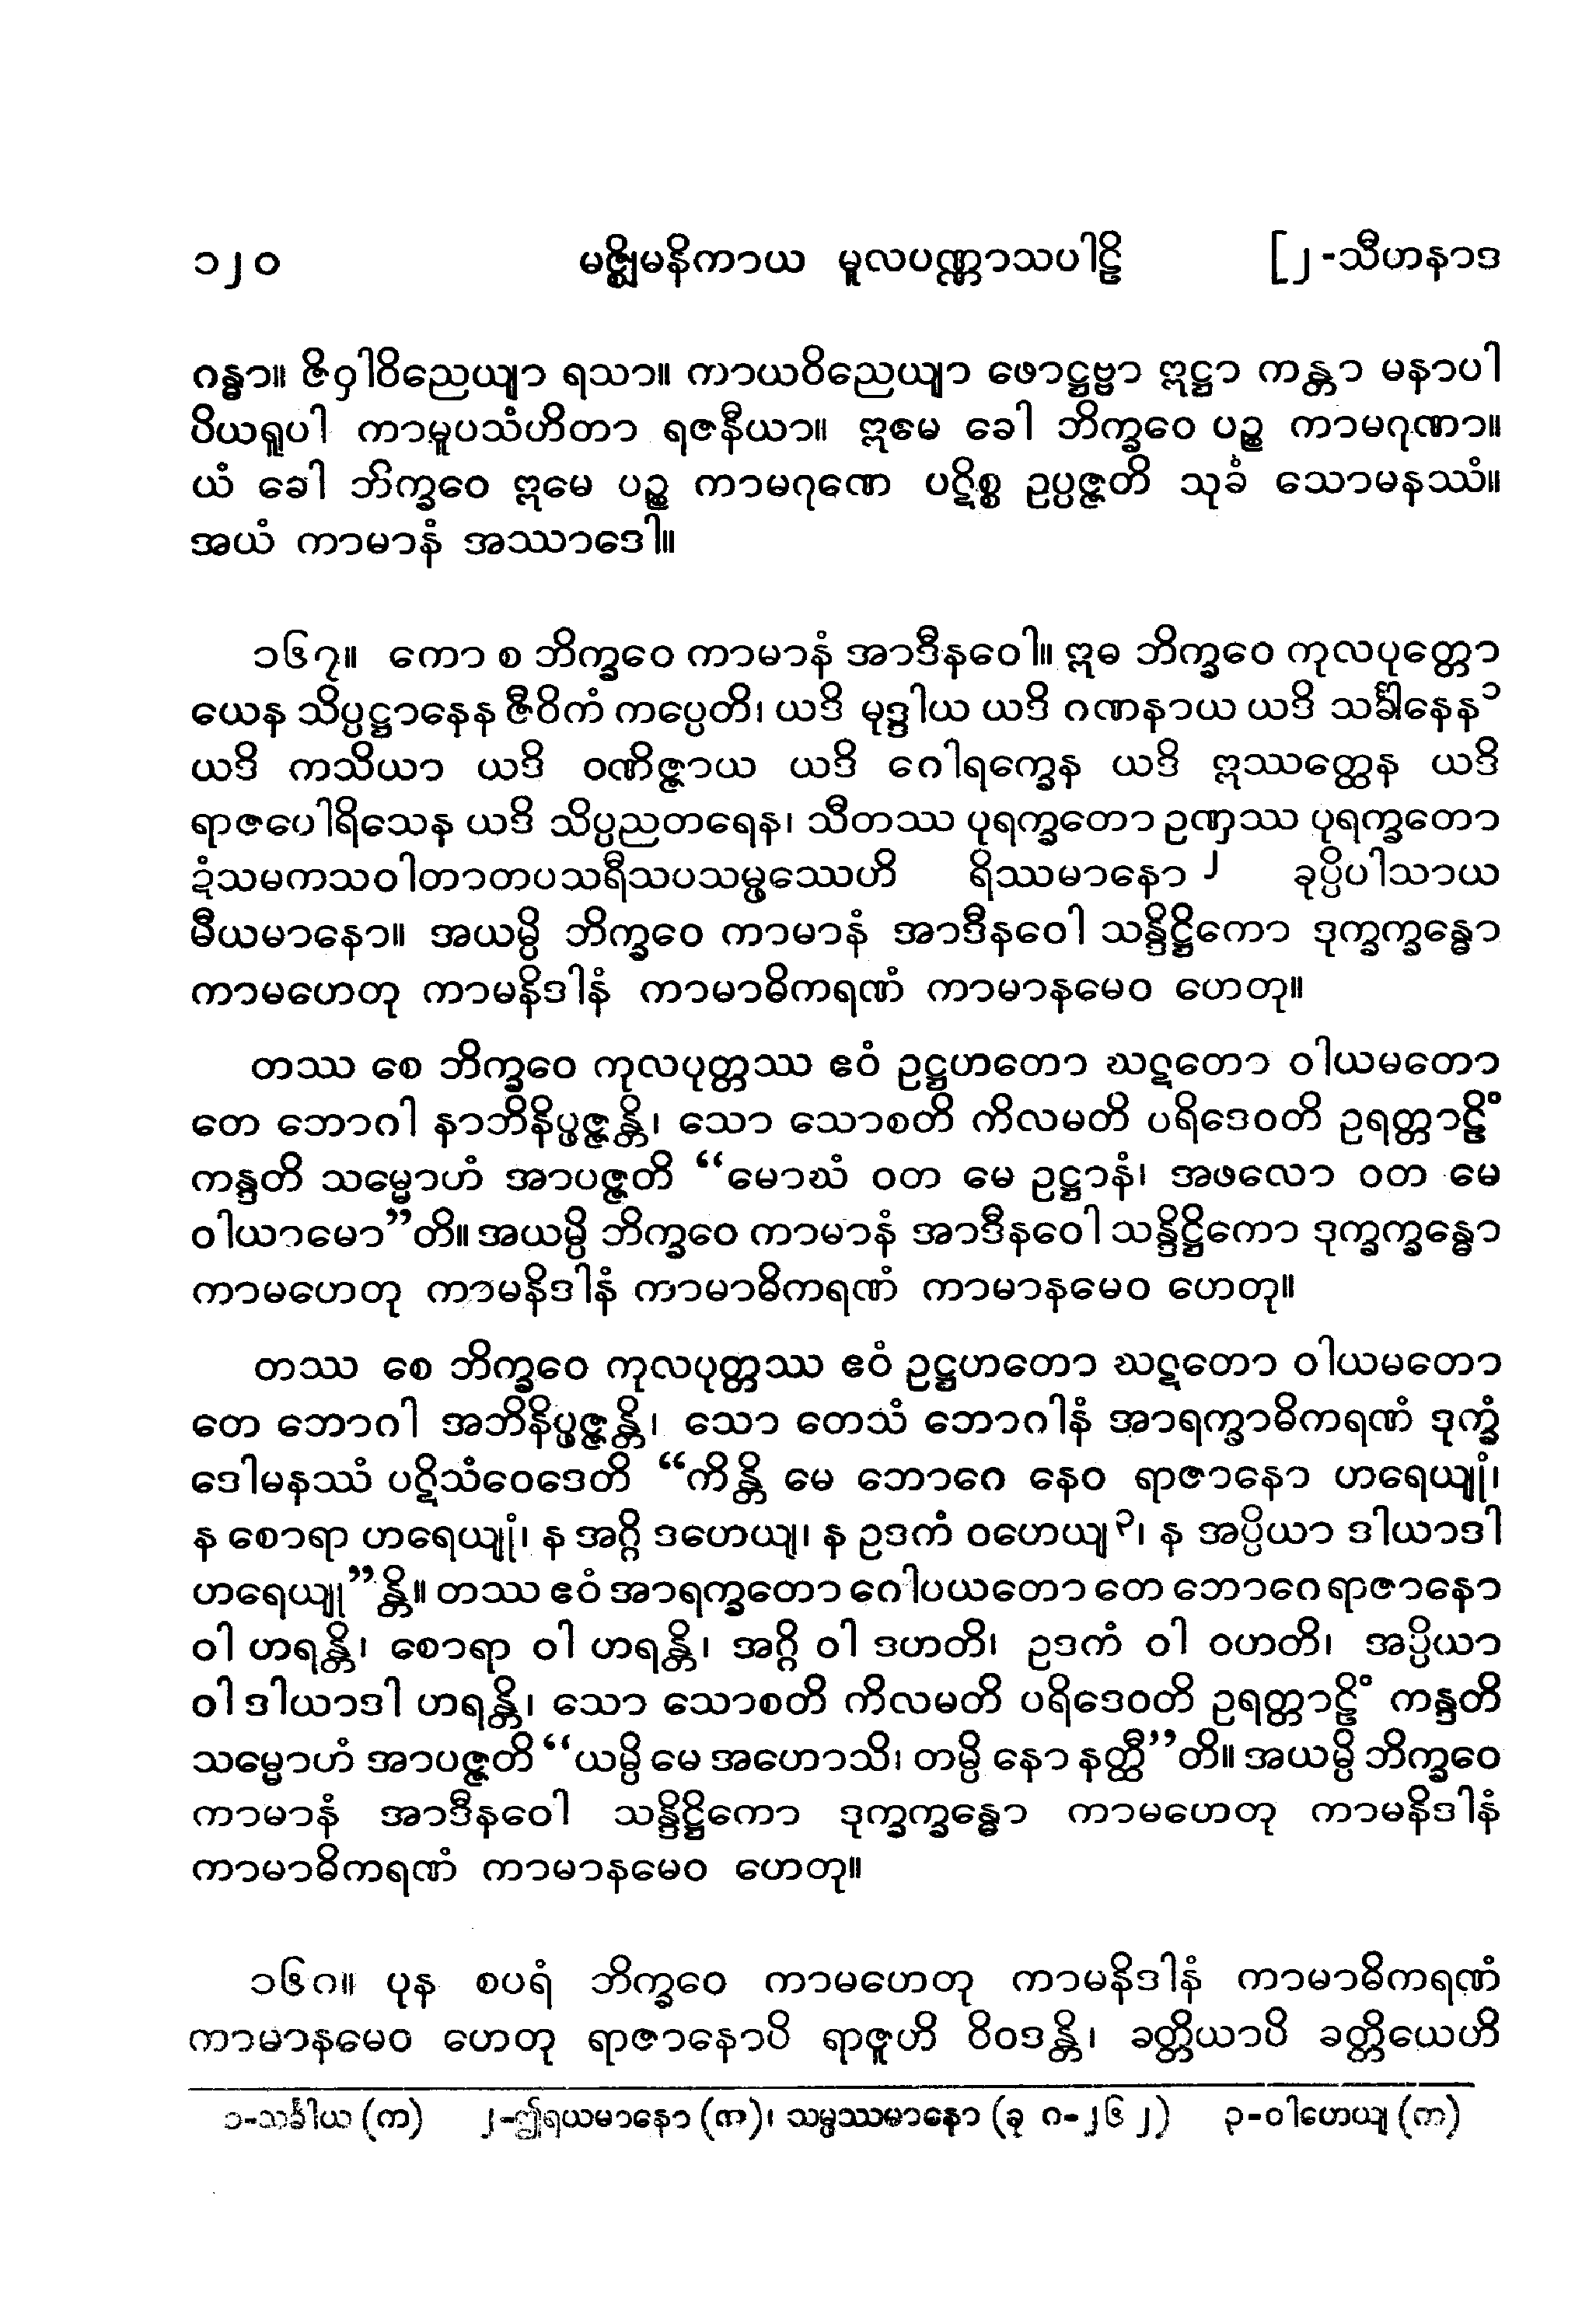 ၁၂၀ မဇ္ဈိမနိကာယ မူလပဏ္ဏာသပါဠိ [၂-သီဟနာဒ
ဂန္ဓာ။ ဇိဝှါဝိညေယျာ ရသာ။ ကာယဝိညေယျာ ဖောဋ္ဌဗ္ဗာ ဣဋ္ဌာ ကန္တာ မနာပါ
ပိယရူပါ ကာမူပသံဟိတာ ရဇနီယာ။ ဣမေ ခေါ ဘိက္ခဝေ ပဉ္စ ကာမဂုဏာ။
ယံ ခေါ ဘိက္ခဝေ ဣမေ ပဉ္စ ကာမဂုဏေ ပဋိစ္စ ဥပ္ပဇ္ဇတိ သုခံ သောမနဿံ။
အယံ ကာမာနံ အဿာဒေါ။
၁၆၇။ ကော စ ဘိက္ခဝေ ကာမာနံ အာဒီနဝေါ။ ဣဓ ဘိက္ခဝေ ကုလပုတ္တော
ယေန သိပ္ပဋ္ဌာနေန ဇီဝိကံ ကပ္ပေတိ၊ ယဒိ မုဒ္ဒါယ ယဒိ ဂဏနာယ ယဒိ သင်္ခါနေန၁
ယဒိ ကသိယာ ယဒိ ဝဏိဇ္ဇာယ ယဒိ ဂေါရက္ခေန ယဒိ ဣဿတ္ထေန ယဒိ
ရာဇပေါရိသေန ယဒိ သိပ္ပညတရေန၊ သီတဿ ပုရက္ခတော ဥဏှဿ ပုရက္ခတော
ဍံသမကသဝါတာတပသရီသပသမ္ဖဿေဟိ ရိဿမာနော၂ ခုပ္ပိပါသာယ
မီယမာနော။ အယမ္ပိ ဘိက္ခဝေ ကာမာနံ အာဒီနဝေါ သန္ဒိဋ္ဌိကော ဒုက္ခက္ခန္ဓော
ကာမဟေတု ကာမနိဒါနံ ကာမာဓိကရဏံ ကာမာနမေဝ ဟေတု။
တဿ စေ ဘိက္ခဝေ ကုလပုတ္တဿ ဧဝံ ဥဋ္ဌဟတော ဃဋတော ဝါယမတော
တေ ဘောဂါ နာဘိနိပ္ဖဇ္ဇန္တိ၊ သော သောစတိ ကိလမတိ ပရိဒေဝတိ ဥရတ္တာဠိံ
ကန္ဒတိ သမ္မောဟံ အာပဇ္ဇတိ “မောဃံ ဝတ မေ ဥဋ္ဌာနံ၊ အဖလော ဝတ မေ
ဝါယာမော”တိ။ အယမ္ပိ ဘိက္ခဝေ ကာမာနံ အာဒီနဝေါ သန္ဒိဋ္ဌိကော ဒုက္ခက္ခန္ဓော
ကာမဟေတု ကာမနိဒါနံ ကာမာဓိကရဏံ ကာမာနမေဝ ဟေတု။
တဿ စေ ဘိက္ခဝေ ကုလပုတ္တဿ ဧဝံ ဥဋ္ဌဟတော ဃဋတော ဝါယမတော
တေ ဘောဂါ အဘိနိပ္ဖဇ္ဇန္တိ၊ သော တေသံ ဘောဂါနံ အာရက္ခာဓိကရဏံ ဒုက္ခံ
ဒေါမနဿံ ပဋိသံဝေဒေတိ “ကိန္တိ မေ ဘောဂေ နေဝ ရာဇာနော ဟရေယျုံ၊
န စောရာ ဟရေယျုံ၊ န အဂ္ဂိ ဒဟေယျ၊ န ဥဒကံ ဝဟေယျ၃၊ န အပ္ပိယာ ဒါယာဒါ
ဟရေယျု”န္တိ။ တဿ ဧဝံ အာရက္ခတော ဂေါပယတော တေ ဘောဂေ ရာဇာနော
ဝါ ဟရန္တိ၊ စောရာ ဝါ ဟရန္တိ၊ အဂ္ဂိ ဝါ ဒဟတိ၊ ဥဒကံ ဝါ ဝဟတိ၊ အပ္ပိယာ
ဝါ ဒါယာဒါ ဟရန္တိ၊ သော သောစတိ ကိလမတိ ပရိဒေဝတိ ဥရတ္တာဠိံ ကန္ဒတိ
သမ္မောဟံ အာပဇ္ဇတိ “ယမ္ပိ မေ အဟောသိ၊ တမ္ပိ နော နတ္ထီ”တိ။ အယမ္ပိ ဘိက္ခဝေ
ကာမာနံ အာဒီနဝေါ သန္ဒိဋ္ဌိကော ဒုက္ခက္ခန္ဓော ကာမဟေတု ကာမနိဒါနံ
ကာမာဓိကရဏံ ကာမာနမေဝ ဟေတု။
၁၆၈။ ပုန စပရံ ဘိက္ခဝေ ကာမဟေတု ကာမနိဒါနံ ကာမာဓိကရဏံ
ကာမာနမေဝ ဟေတု ရာဇာနောပိ ရာဇူဟိ ဝိဝဒန္တိ၊ ခတ္တိယာပိ ခတ္တိယေဟိ
၁-သင်္ခါယ (က) ၂-ဤရယမာနော (က)၊ သမ္ဖဿမာနော (ခု ဂ-၂၆၂) ၃-ဝါဟေယျ (က)